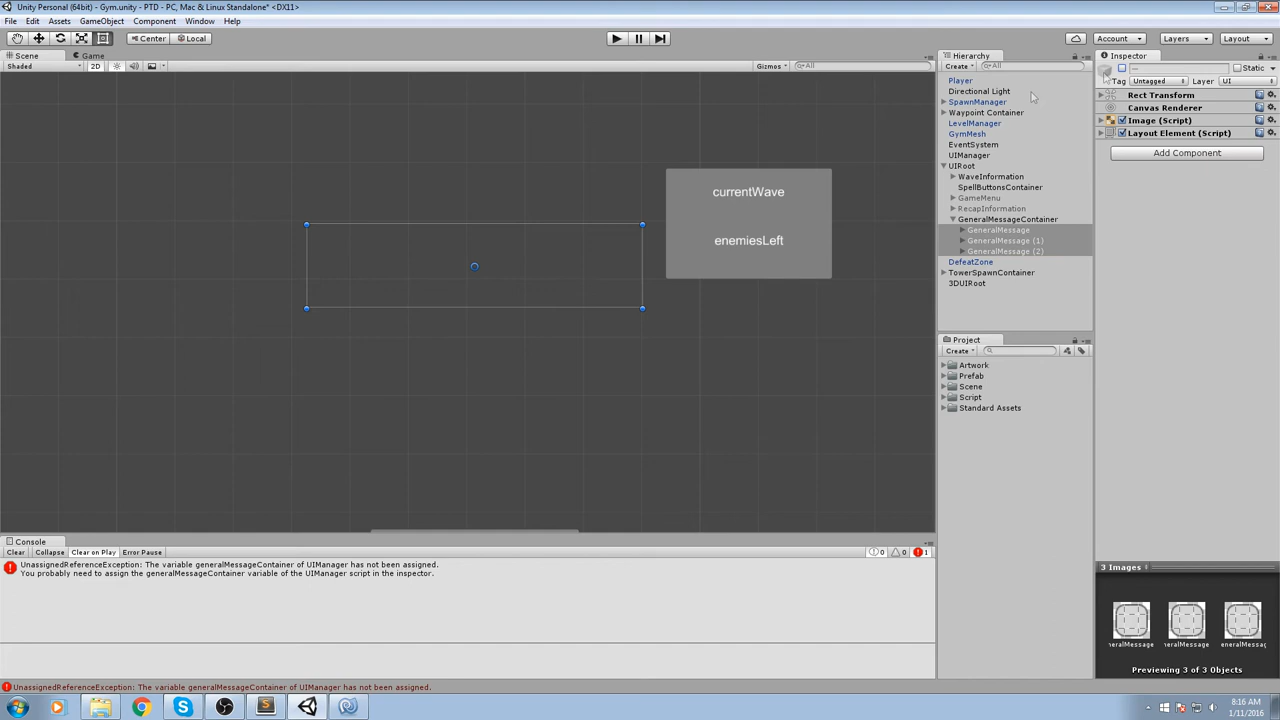 Unity Personal (64bit) - Gym.unity - PTD - PC, Mac & Linux Standalone* <DX11>
File Edit Assets GameObject Component Window Help
Center Local Account Layers Layout
Scene Game
Shaded 2D Gizmos All
Hierarchy
Create All
Player
Directional Light
SpawnManager
Waypoint Container
LevelManager
GymMesh
EventSystem
UIManager
UIRoot
WaveInformation
SpellButtonsContainer
GameMenu
RecapInformation
GeneralMessageContainer
GeneralMessage
GeneralMessage (1)
GeneralMessage (2)
DefeatZone
TowerSpawnContainer
3DUIRoot
currentWave
enemiesLeft
Project
Create
Artwork
Prefab
Scene
Script
Standard Assets
Inspector
— Static
Tag Untagged Layer UI
Rect Transform
Canvas Renderer
Image (Script)
Layout Element (Script)
Add Component
3 Images
eneralMessage eneralMessage eneralMessage
Previewing 3 of 3 Objects
Console
Clear Collapse Clear on Play Error Pause 0 0 1
UnassignedReferenceException: The variable generalMessageContainer of UIManager has not been assigned.
You probably need to assign the generalMessageContainer variable of the UIManager script in the inspector.
UnassignedReferenceException: The variable generalMessageContainer of UIManager has not been assigned.
8:16 AM
1/11/2016